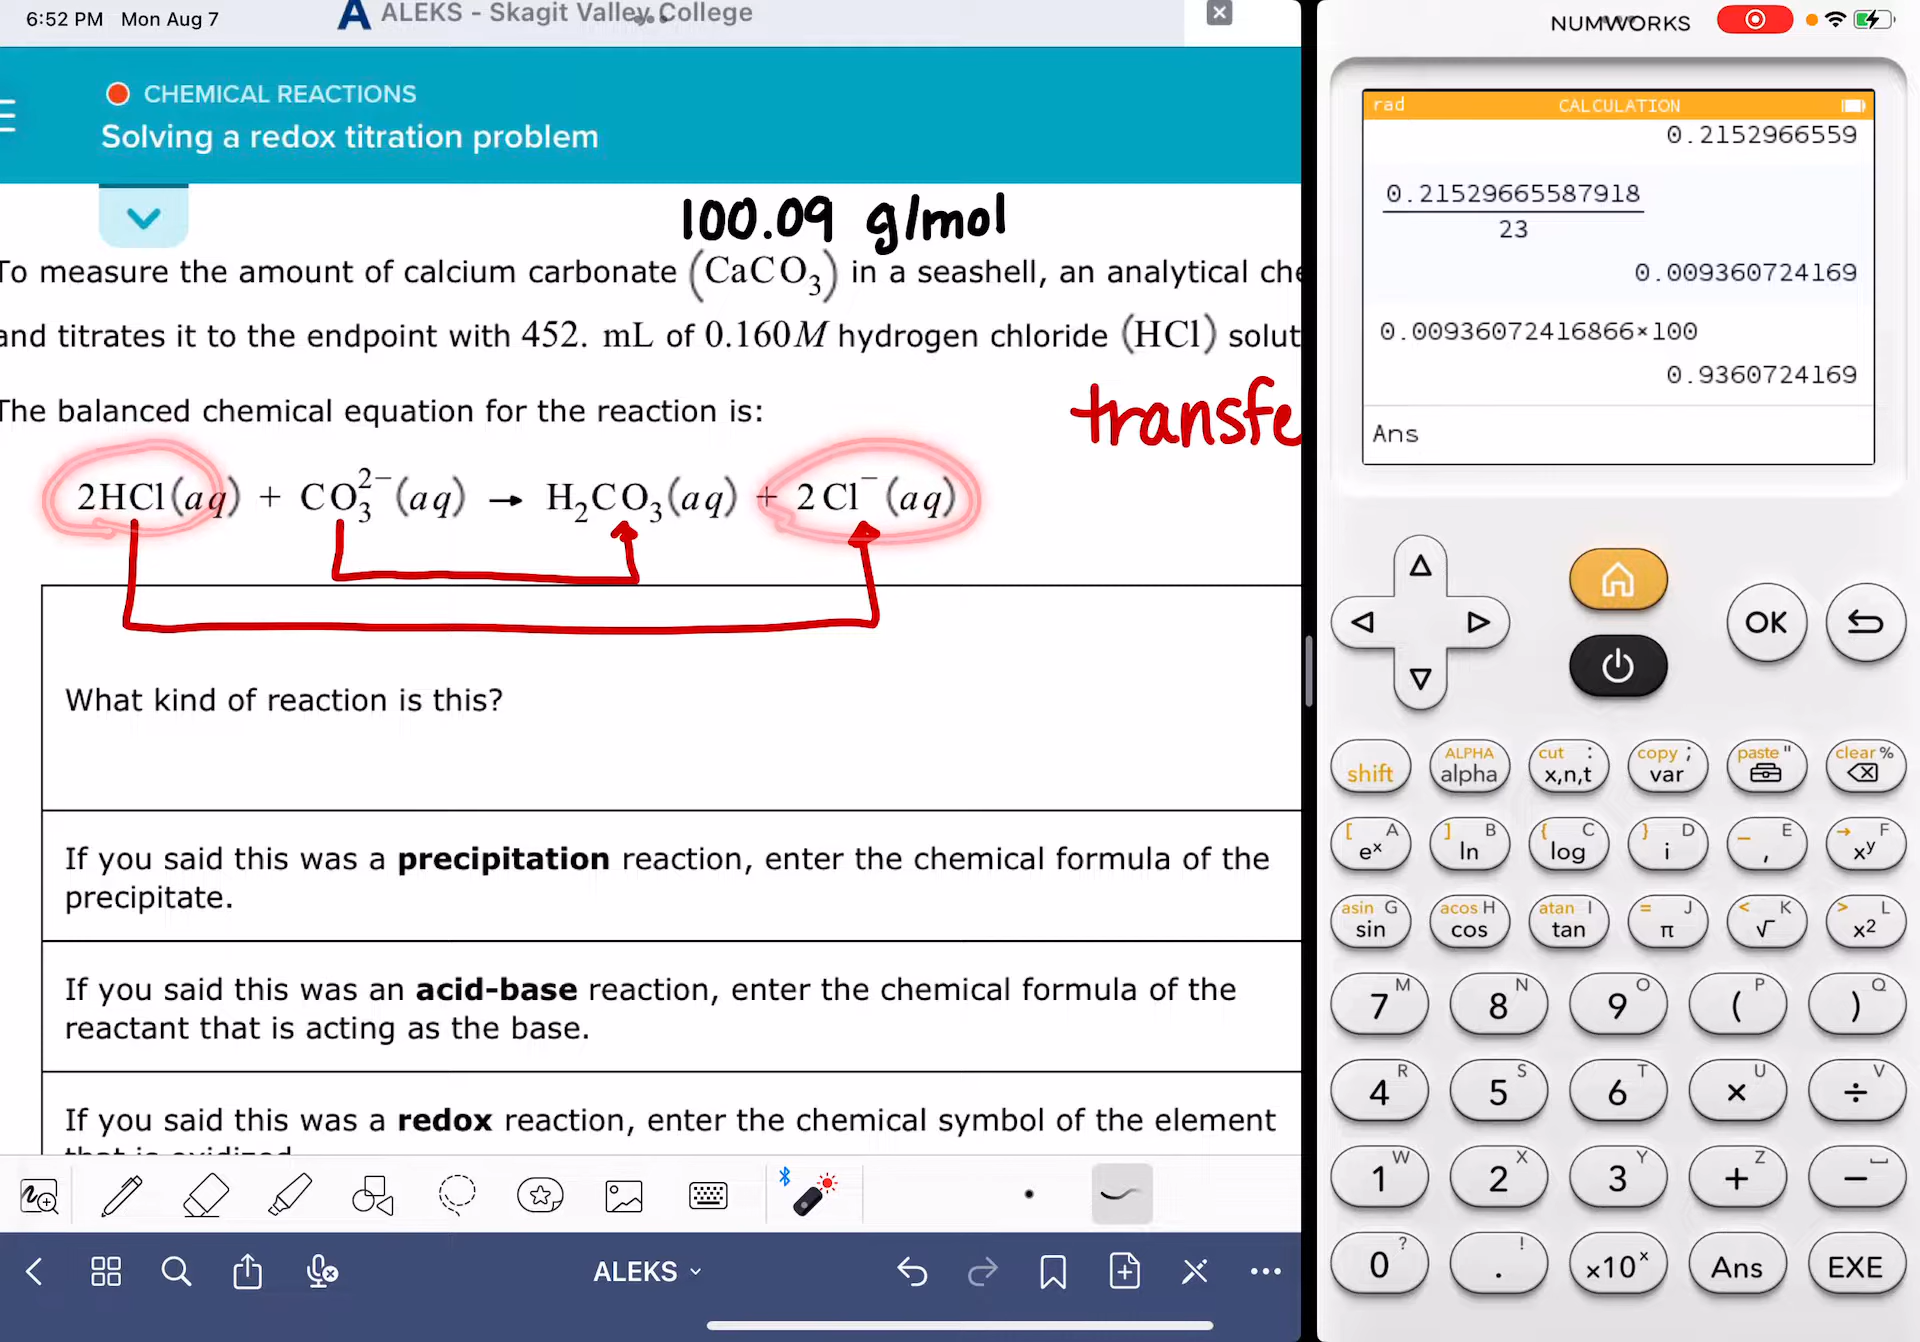 6:52 PM Mon Aug 7
ALEKS - Skagit Valley College
CHEMICAL REACTIONS
Solving a redox titration problem
100.09 g/mol
To measure the amount of calcium carbonate (CaCO₃) in a seashell, an analytical che
and titrates it to the endpoint with 452. mL of 0.160M hydrogen chloride (HCl) solut
The balanced chemical equation for the reaction is:
transfe
2HCl(aq) + CO₃²⁻(aq) → H₂CO₃(aq) + 2Cl⁻(aq)
What kind of reaction is this?
If you said this was a precipitation reaction, enter the chemical formula of the
precipitate.
If you said this was an acid-base reaction, enter the chemical formula of the
reactant that is acting as the base.
If you said this was a redox reaction, enter the chemical symbol of the element
that is oxidized
ALEKS
NUMWORKS
rad CALCULATION
0.2152966559
0.21529665587918
23
0.009360724169
0.00936072416866×100
0.9360724169
Ans
OK
shift ALPHA alpha cut : x,n,t copy ; var paste " clear %
[ A eˣ ] B ln { C log } D i _ E , → F xʸ
asin G sin acos H cos atan I tan = J π < K √ > L x²
7 M 8 N 9 O ( P ) Q
4 R 5 S 6 T × U ÷ V
1 W 2 X 3 Y + Z −
0 ? . ! ×10ˣ Ans EXE